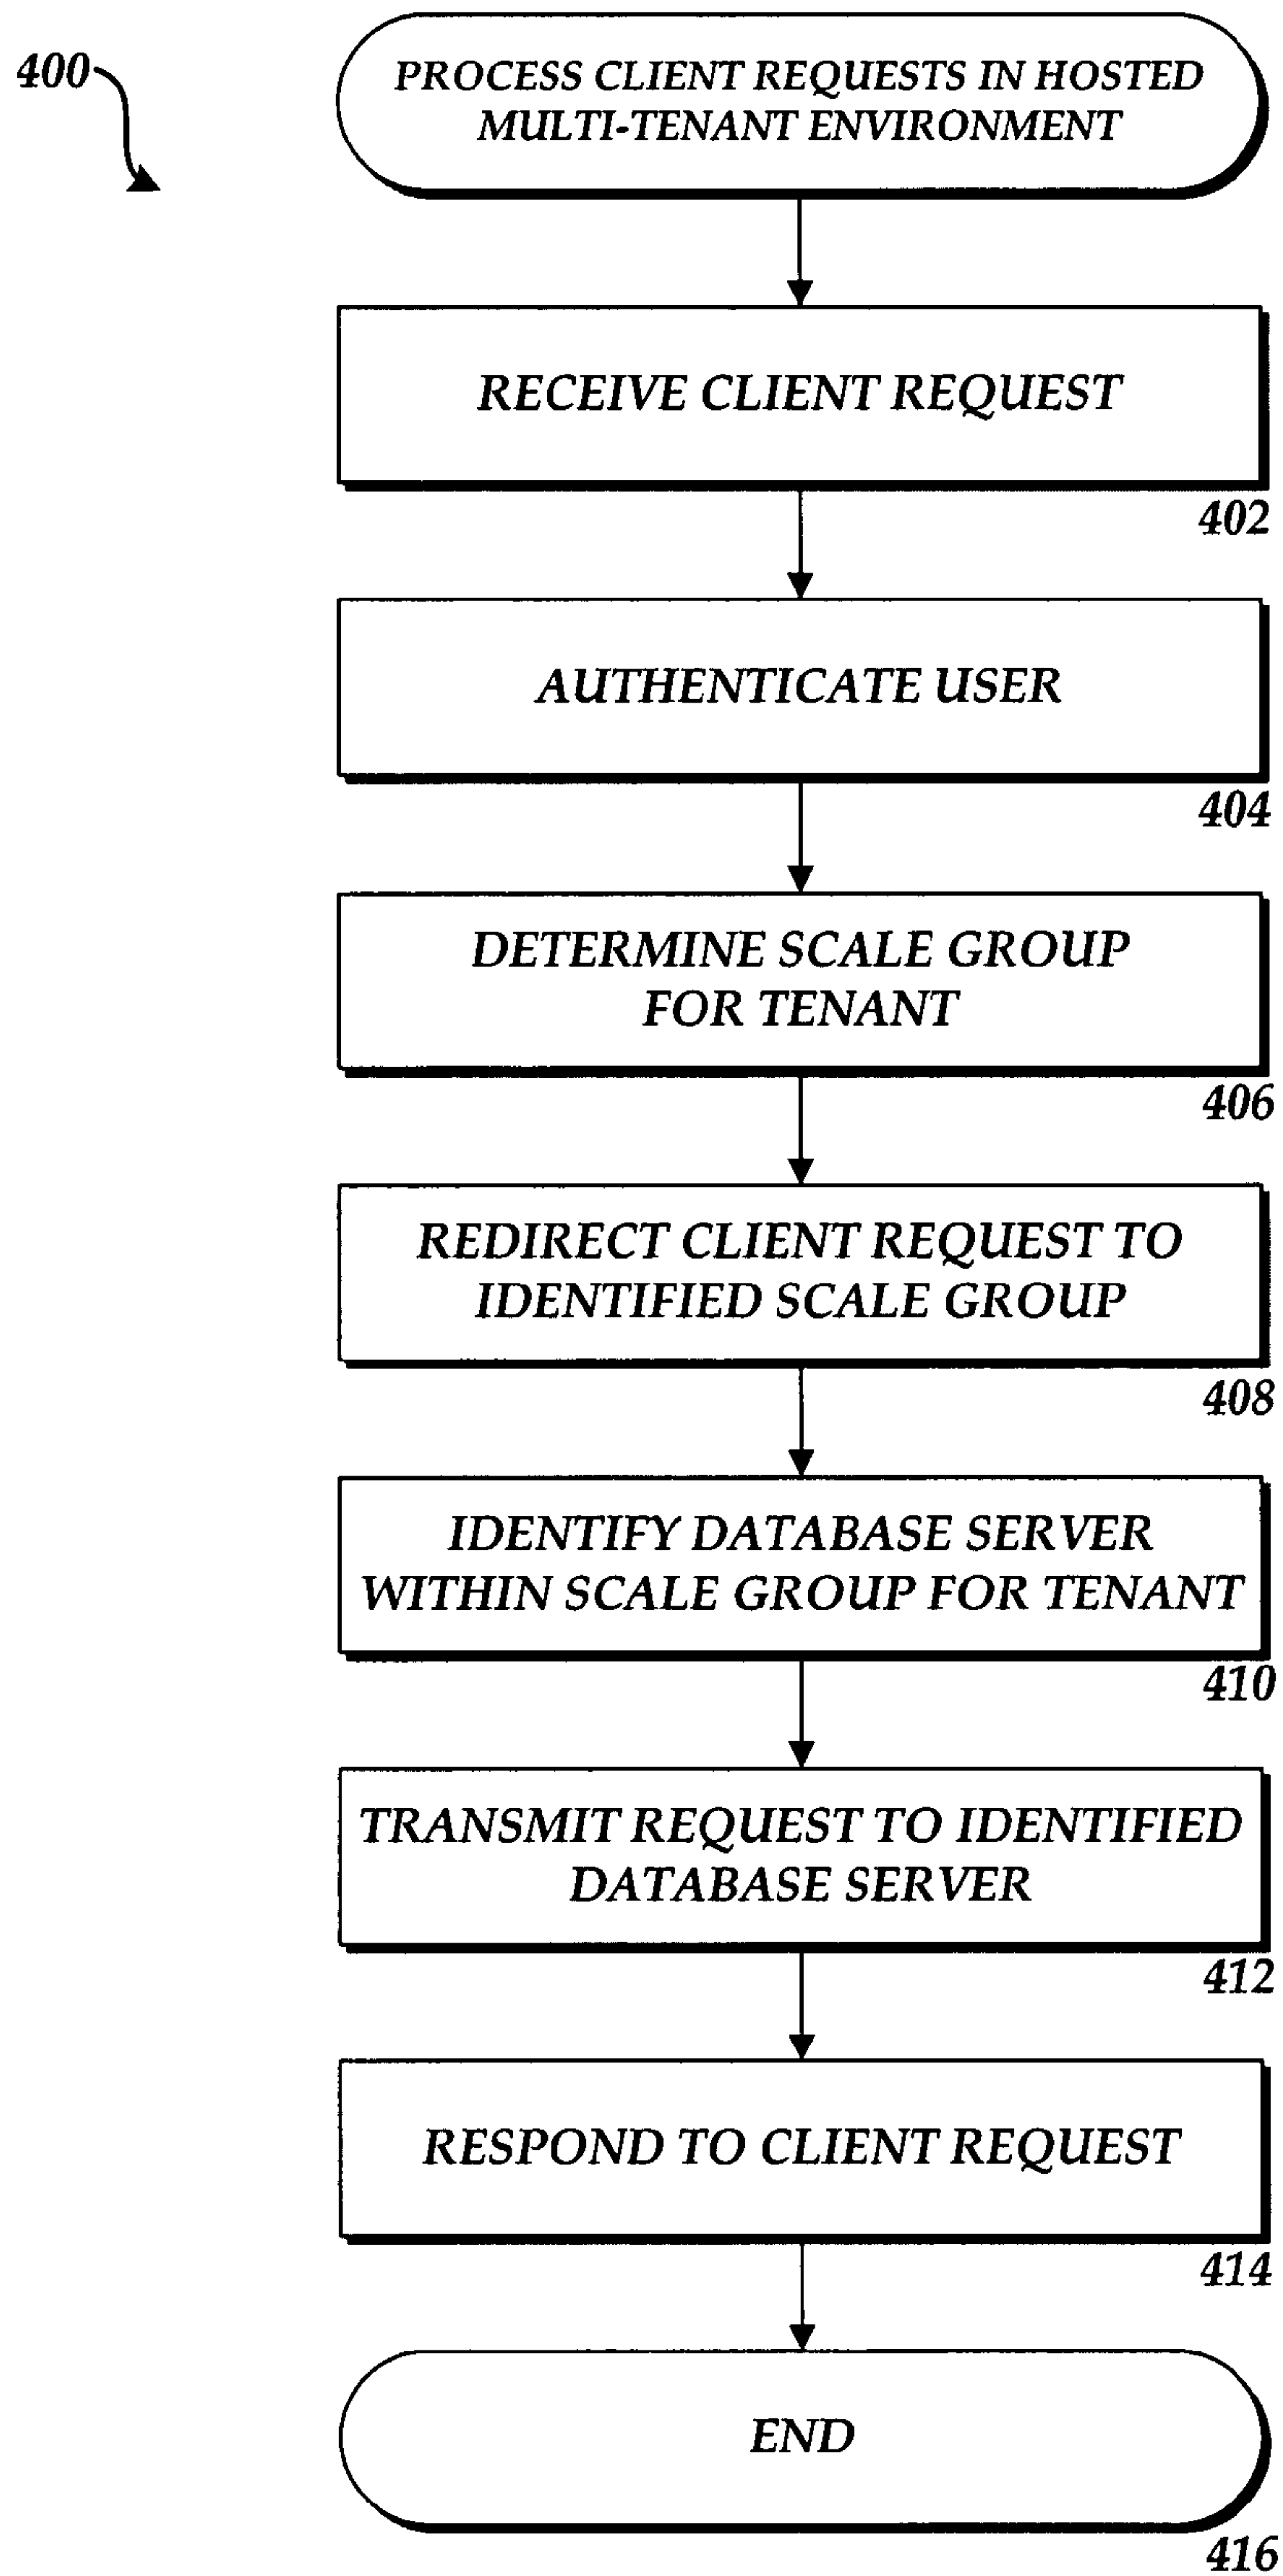 400
PROCESS CLIENT REQUESTS IN HOSTED
MULTI-TENANT ENVIRONMENT
RECEIVE CLIENT REQUEST
402
AUTHENTICATE USER
404
DETERMINE SCALE GROUP
FOR TENANT
406
REDIRECT CLIENT REQUEST TO
IDENTIFIED SCALE GROUP
408
IDENTIFY DATABASE SERVER
WITHIN SCALE GROUP FOR TENANT
410
TRANSMIT REQUEST TO IDENTIFIED
DATABASE SERVER
412
RESPOND TO CLIENT REQUEST
414
END
416